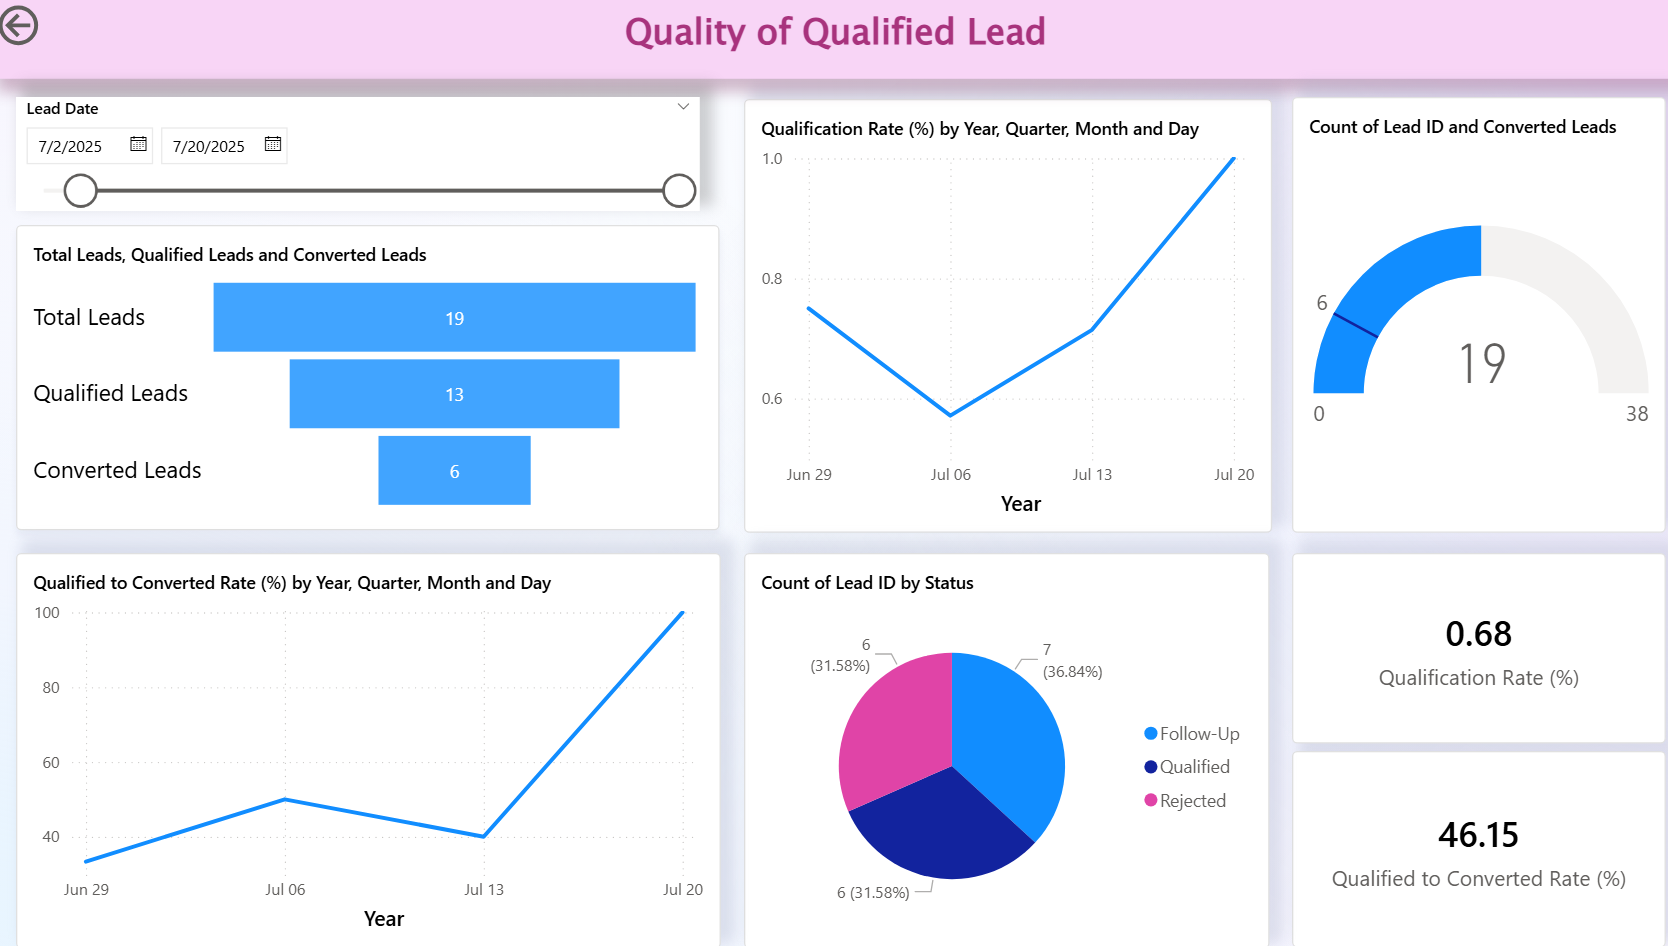 Quality of Qualified Lead
Lead Date
7/2/2025
7/20/2025
Total Leads, Qualified Leads and Converted Leads
Total Leads
19
Qualified Leads
13
Converted Leads
6
Qualification Rate (%) by Year, Quarter, Month and Day
1.0
0.8
0.6
Jun 29
Jul 06
Jul 13
Jul 20
Year
Count of Lead ID and Converted Leads
6
19
0
38
Qualified to Converted Rate (%) by Year, Quarter, Month and Day
100
80
60
40
Jun 29
Jul 06
Jul 13
Jul 20
Year
Count of Lead ID by Status
6
(31.58%)
7
(36.84%)
6 (31.58%)
Follow-Up
Qualified
Rejected
0.68
Qualification Rate (%)
46.15
Qualified to Converted Rate (%)